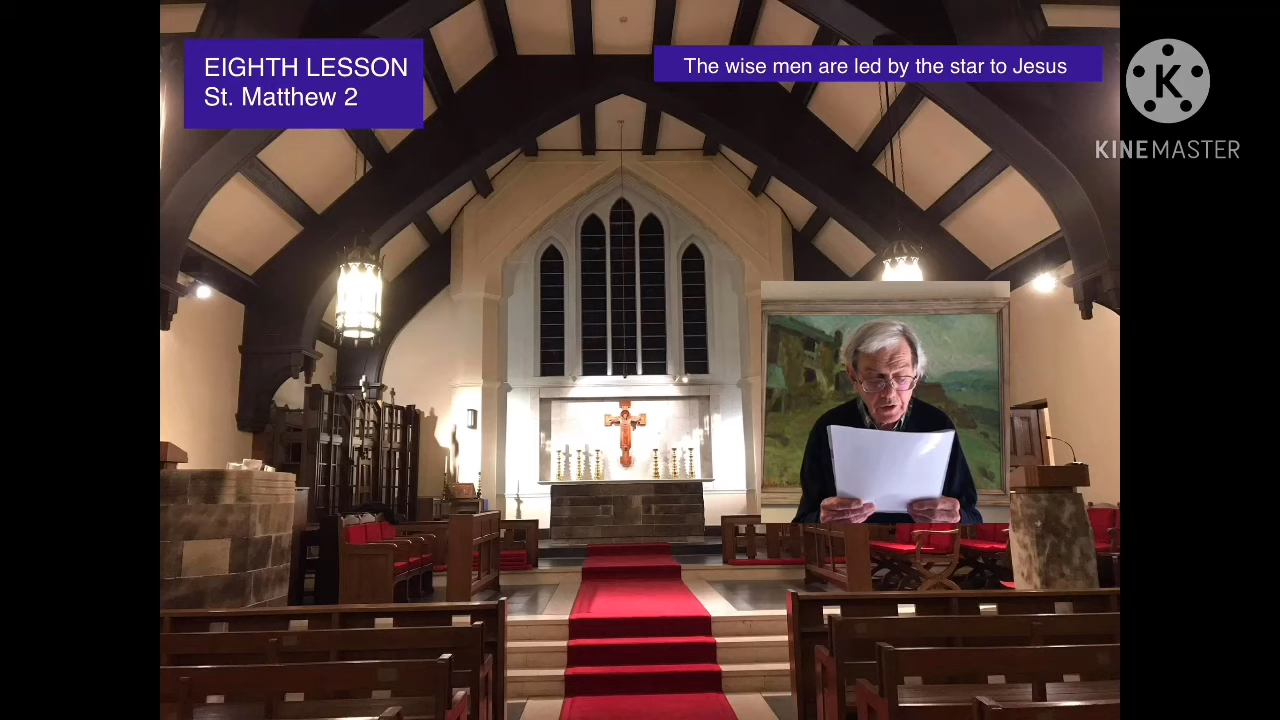 EIGHTH LESSON
St. Matthew 2
The wise men are led by the star to Jesus
K
KINEMASTER